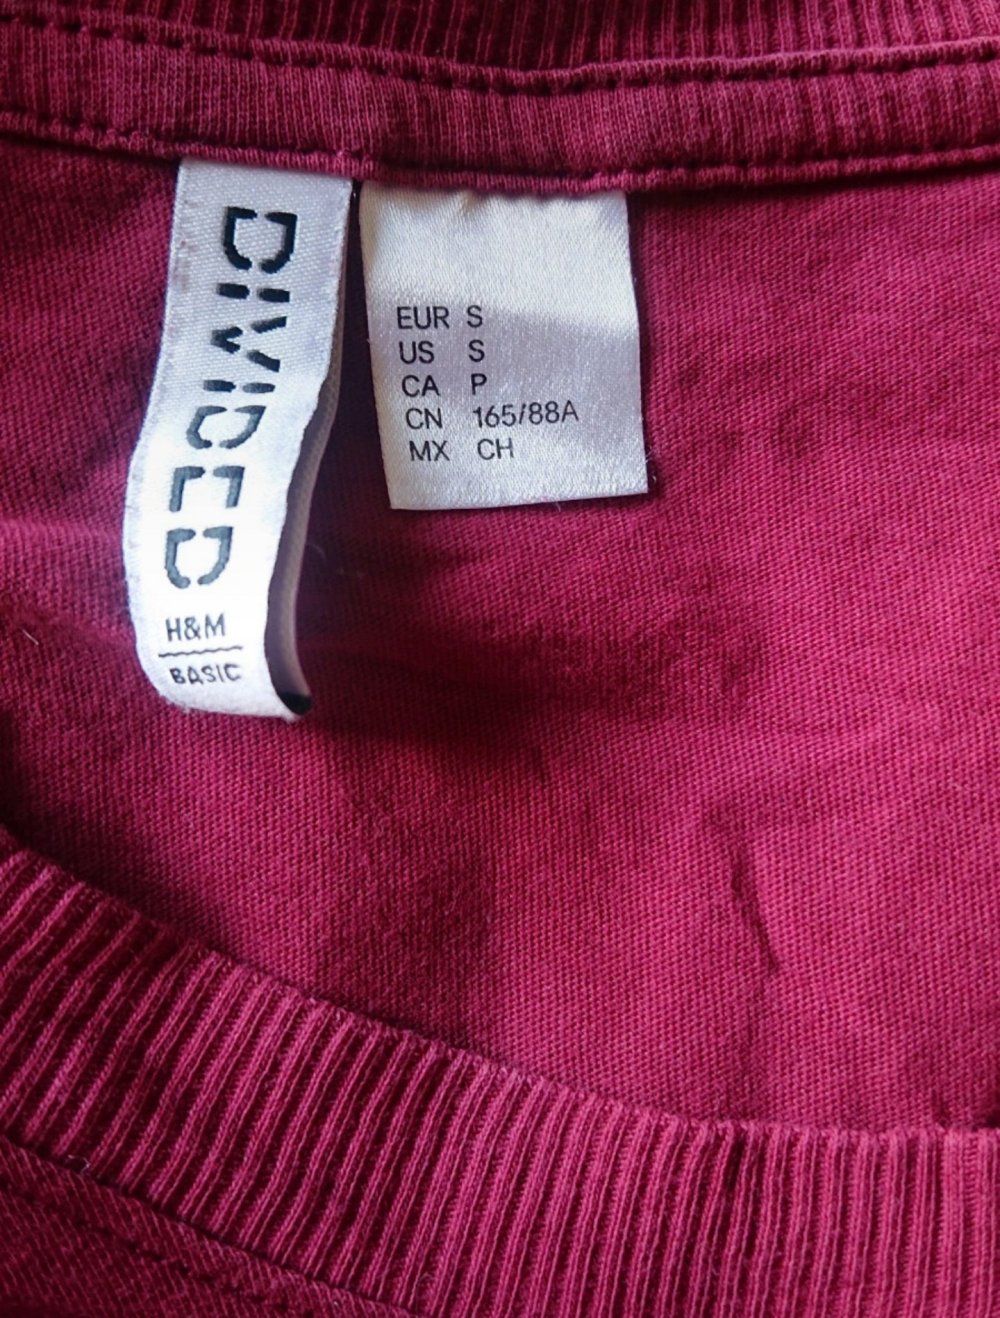 DIVIDED
H&M
BASIC
EUR S
US S
CA P
CN 165/88A
MX CH